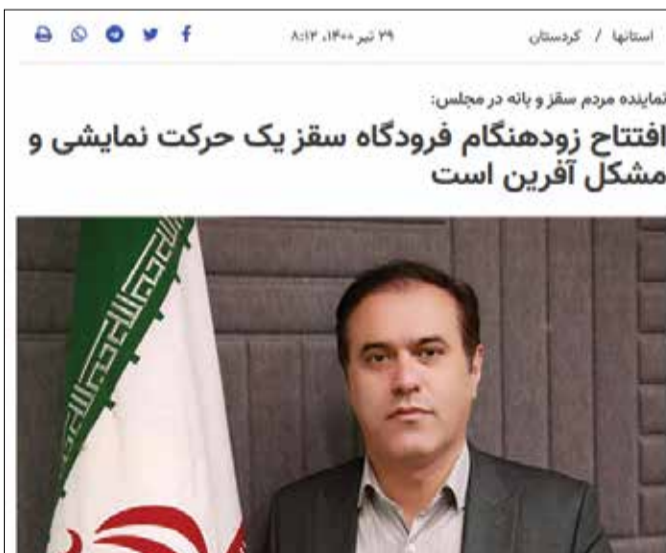 استانها / کردستان
۲۹ تیر ۱۴۰۰، ۸:۱۳
نماینده مردم سقز و بانه در مجلس:
افتتاح زودهنگام فرودگاه سقز یک حرکت نمایشی و
مشکل آفرین است